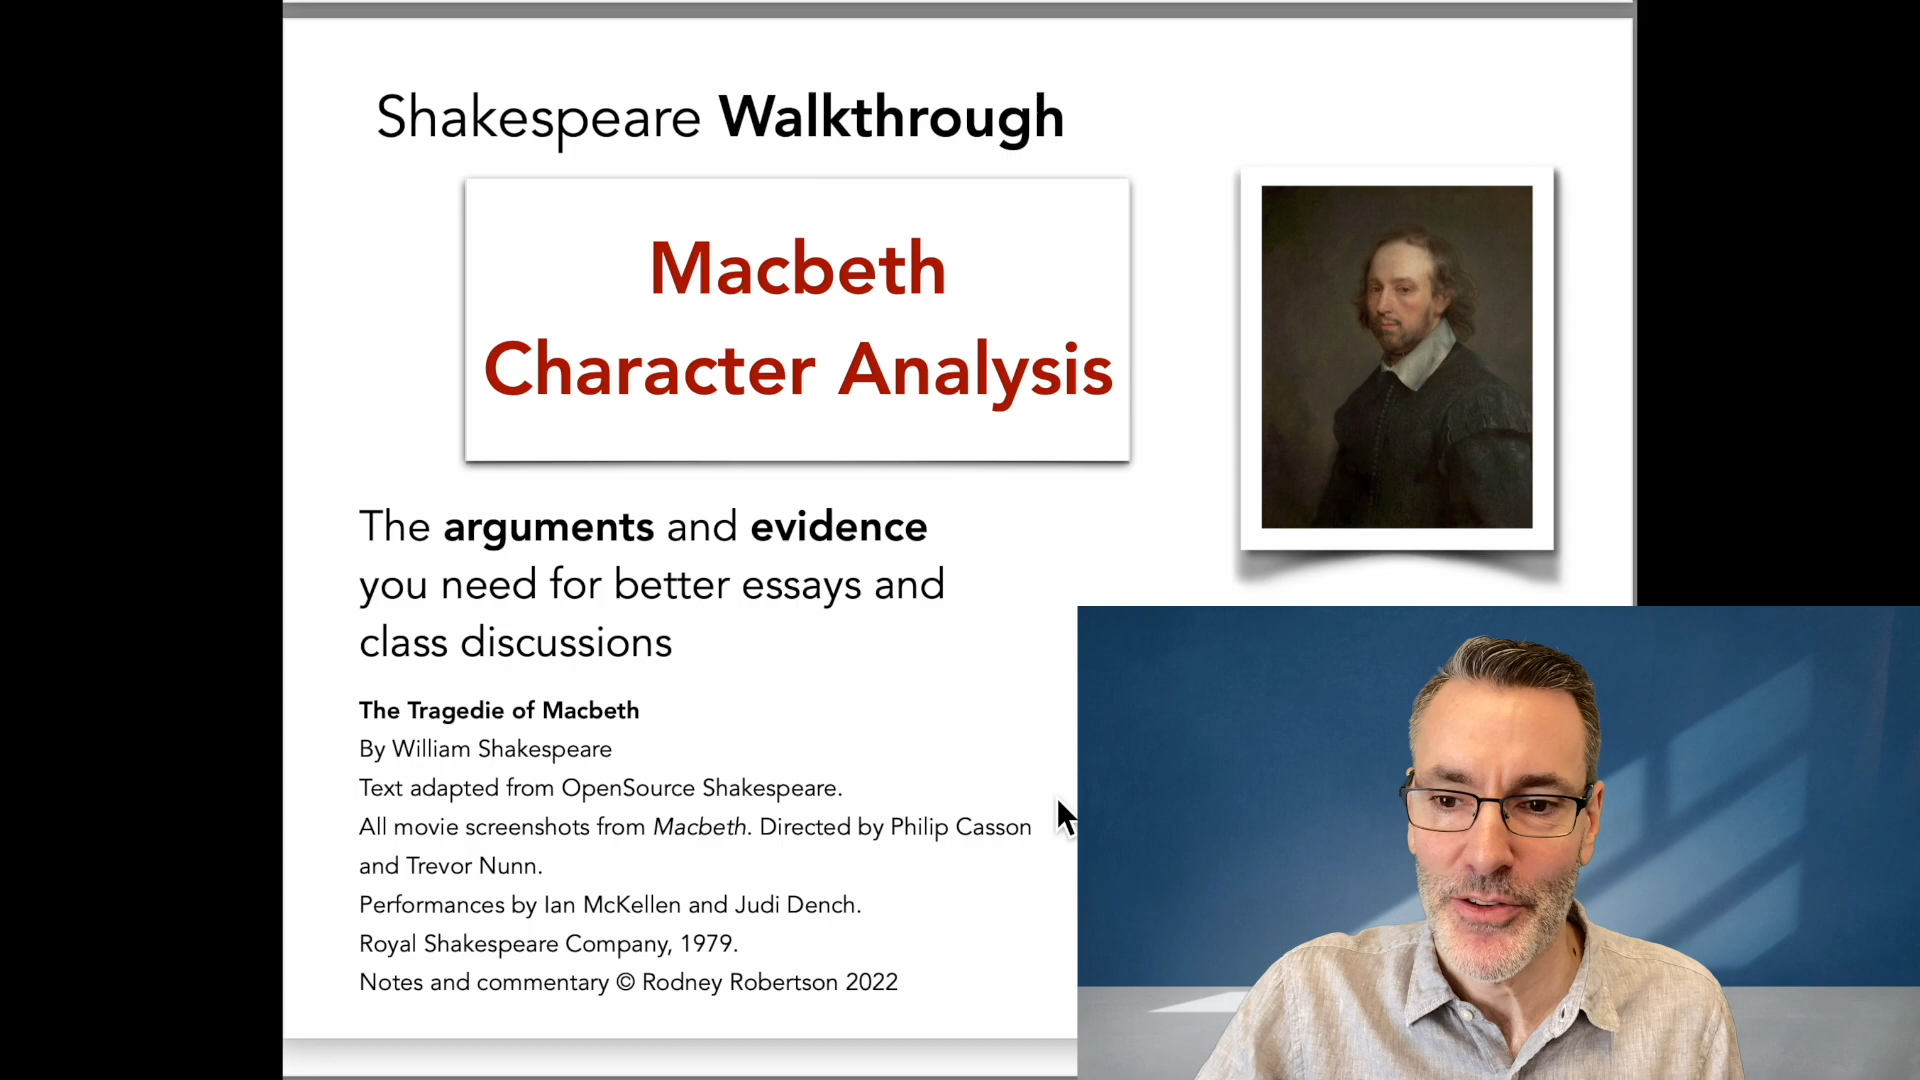 Shakespeare Walkthrough
Macbeth
Character Analysis
The arguments and evidence
you need for better essays and
class discussions
The Tragedie of Macbeth
By William Shakespeare
Text adapted from OpenSource Shakespeare.
All movie screenshots from Macbeth. Directed by Philip Casson
and Trevor Nunn.
Performances by Ian McKellen and Judi Dench.
Royal Shakespeare Company, 1979.
Notes and commentary © Rodney Robertson 2022